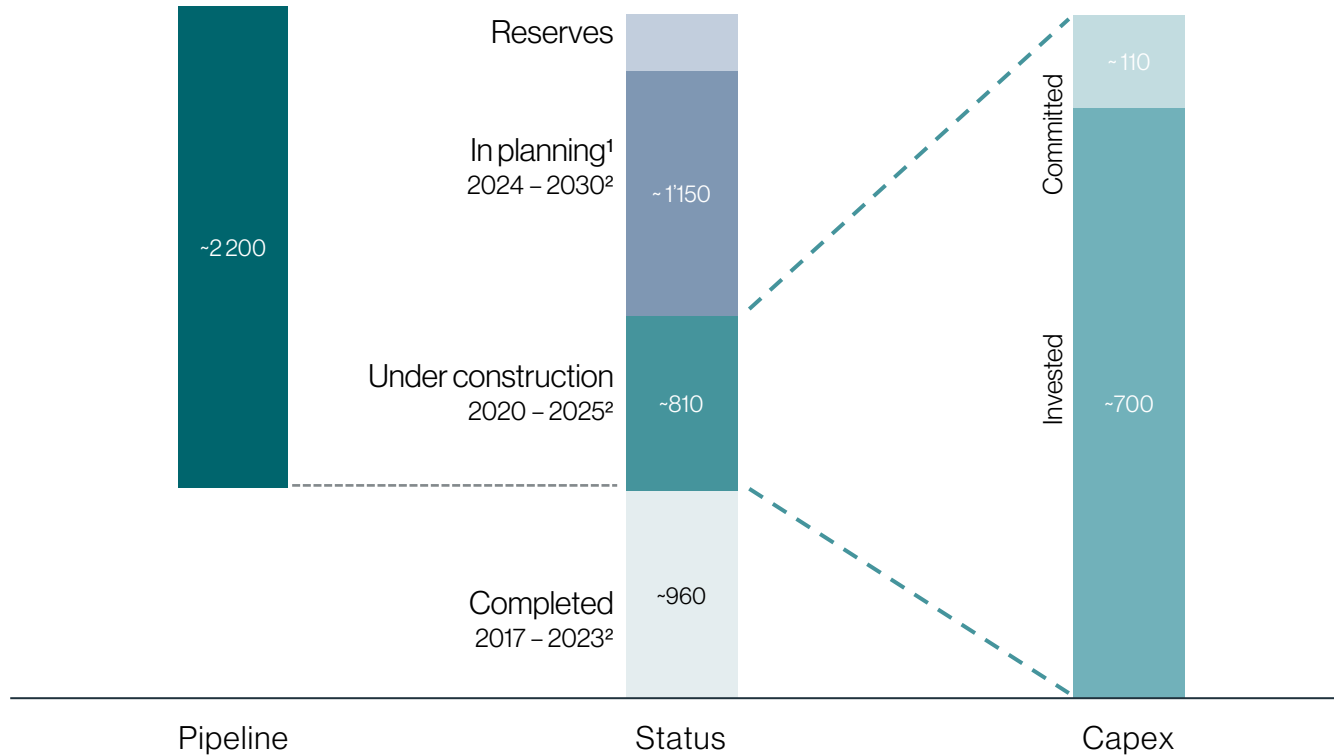 Reserves
~ 110
Committed
In planning¹
2024 – 2030²
~ 1'150
~2 200
Under construction
2020 – 2025²
~810
Invested
~700
Completed
2017 – 2023²
~960
Pipeline
Status
Capex